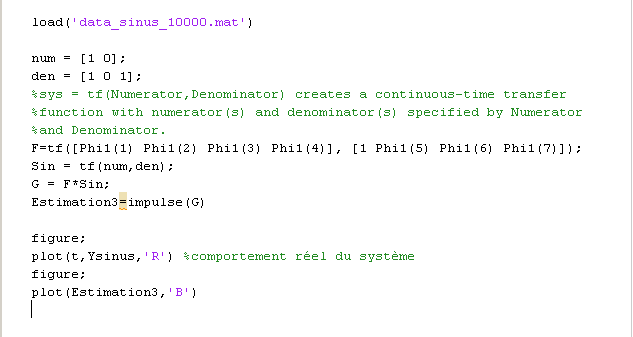 load('data_sinus_10000.mat')
num = [1 0];
den = [1 0 1];
%sys = tf(Numerator,Denominator) creates a continuous-time transfer
%function with numerator(s) and denominator(s) specified by Numerator
%and Denominator.
F=tf([Phi1(1) Phi1(2) Phi1(3) Phi1(4)], [1 Phi1(5) Phi1(6) Phi1(7)]);
Sin = tf(num,den);
G = F*Sin;
Estimation3=impulse(G)
figure;
plot(t,Ysinus,'R') %comportement réel du système
figure;
plot(Estimation3,'B')